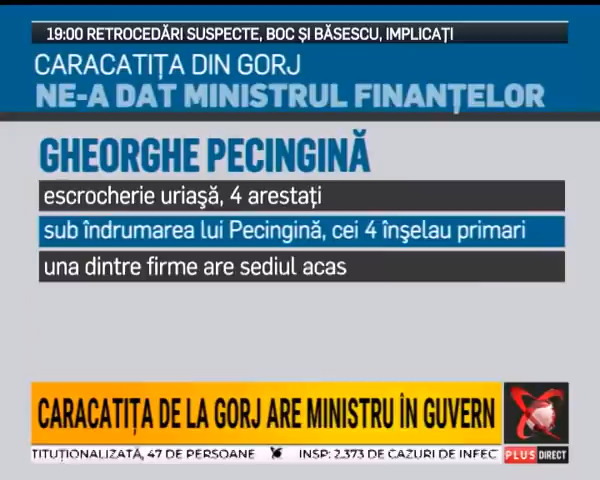 19:00 RETROCEDĂRI SUSPECTE, BOC ȘI BĂSESCU, IMPLICAȚI
CARACATIȚA DIN GORJ
NE-A DAT MINISTRUL FINANȚELOR
GHEORGHE PECINGINĂ
escrocherie uriașă, 4 arestați
sub îndrumarea lui Pecingină, cei 4 înșelau primari
una dintre firme are sediul acas
CARACATIȚA DE LA GORJ ARE MINISTRU ÎN GUVERN
TITUȚIONALIZATĂ, 47 DE PERSOANE INSP: 2.373 DE CAZURI DE INFEC
PLUS DIRECT